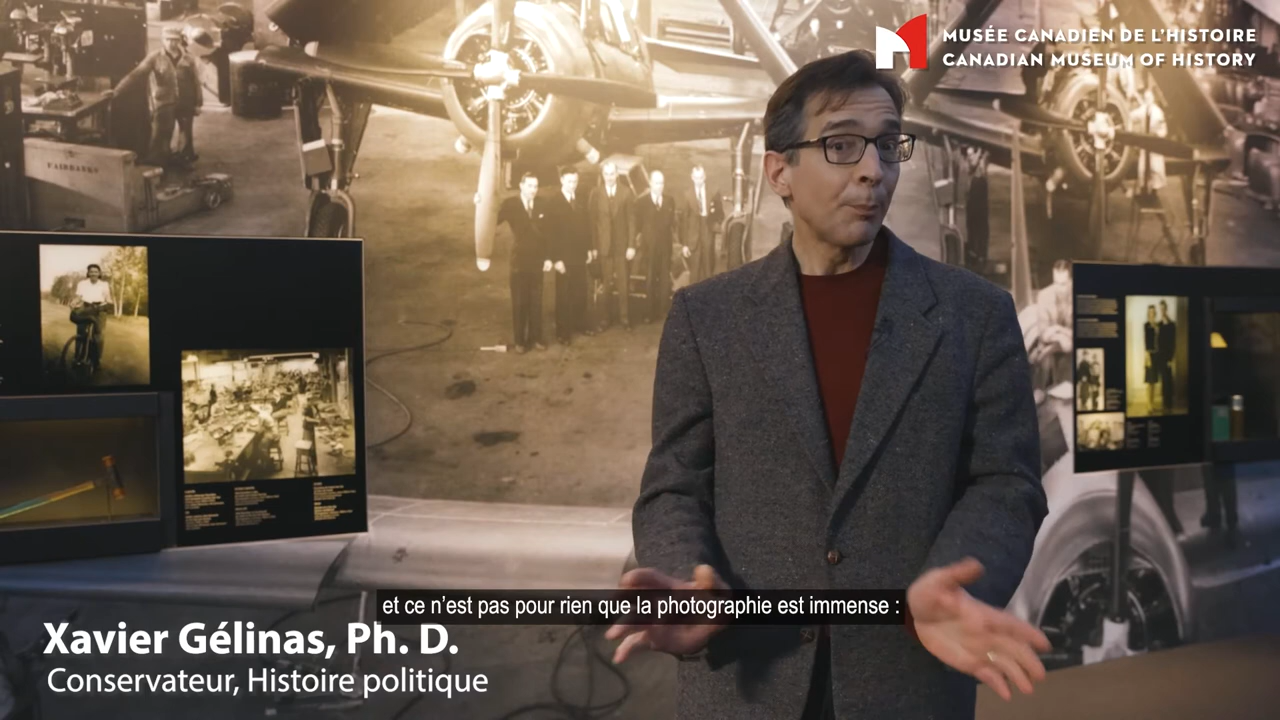 MUSÉE CANADIEN DE L'HISTOIRE
CANADIAN MUSEUM OF HISTORY
FAIRBANKS
et ce n'est pas pour rien que la photographie est immense :
Xavier Gélinas, Ph. D.
Conservateur, Histoire politique